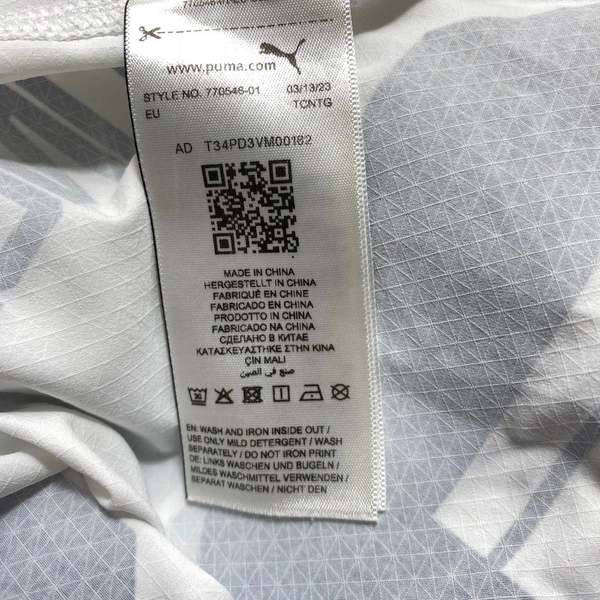 www.puma.com
STYLE NO. 770546-01 03/13/23
EU TCNTG
AD T34PD3VM00182
MADE IN CHINA
HERGESTELLT IN CHINA
FABRIQUÉ EN CHINE
FABRICADO EN CHINA
PRODOTTO IN CHINA
FABRICADO NA CHINA
СДЕЛАНО В КИТАЕ
ΚΑΤΑΣΚΕΥΑΣΤΗΚΕ ΣΤΗΝ ΚΙΝΑ
ÇİN MALI
صنع في الصين
EN: WASH AND IRON INSIDE OUT /
USE ONLY MILD DETERGENT / WASH
SEPARATELY / DO NOT IRON PRINT
DE: LINKS WASCHEN UND BUGELN /
MILDES WASCHMITTEL VERWENDEN /
SEPARAT WASCHEN / NICHT DEN